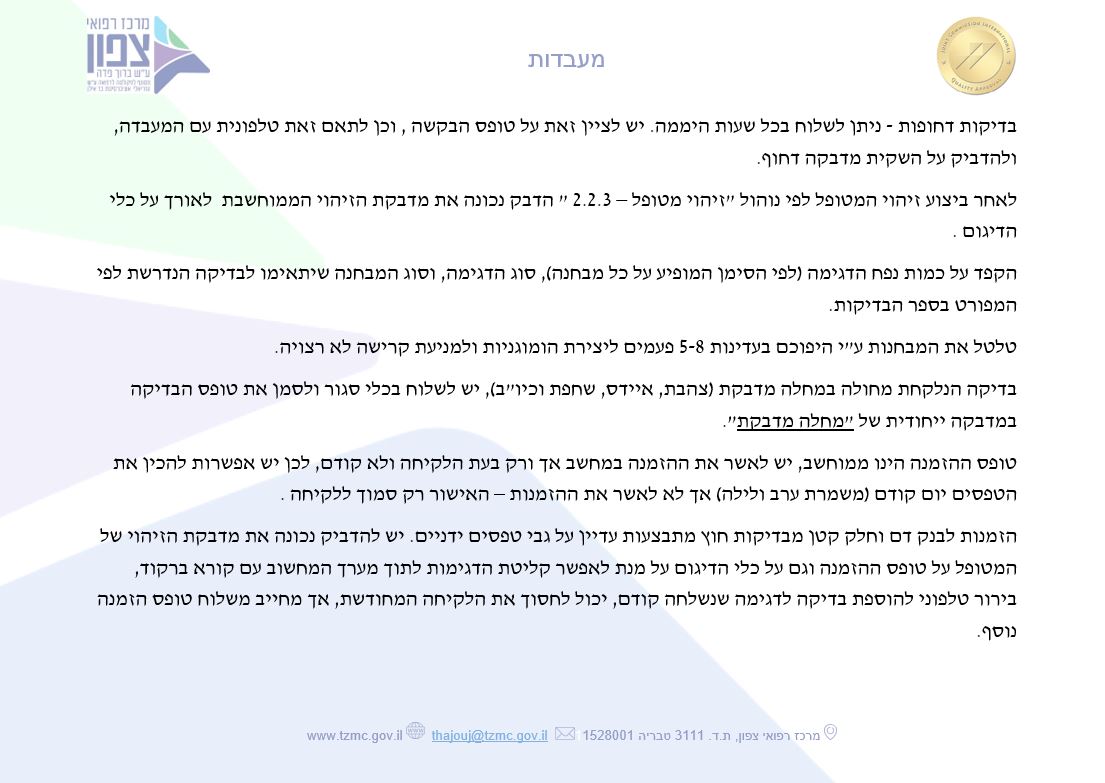 מרכז רפואי
צפון
ע״ש ברוך פדה
מעבדות
JOINT COMMISSION INTERNATIONAL
QUALITY APPROVAL
בדיקות דחופות - ניתן לשלוח בכל שעות היממה. יש לציין זאת על טופס הבקשה , וכן לתאם זאת טלפונית עם המעבדה,
ולהדביק על השקית מדבקה דחוף.
לאחר ביצוע זיהוי המטופל לפי נוהול ״זיהוי מטופל – 2.2.3 ״ הדבק נכונה את מדבקת הזיהוי הממוחשבת לאורך על כלי
הדיגום .
הקפד על כמות נפח הדגימה (לפי הסימן המופיע על כל מבחנה), סוג הדגימה, וסוג המבחנה שיתאימו לבדיקה הנדרשת לפי
המפורט בספר הבדיקות.
טלטל את המבחנות ע״י היפוכם בעדינות 5-8 פעמים ליצירת הומוגניות ולמניעת קרישה לא רצויה.
בדיקה הנלקחת מחולה במחלה מדבקת (צהבת, איידס, שחפת וכיו״ב), יש לשלוח בכלי סגור ולסמן את טופס הבדיקה
במדבקה ייחודית של ״מחלה מדבקת״.
טופס ההזמנה הינו ממוחשב, יש לאשר את ההזמנה במחשב אך ורק בעת הלקיחה ולא קודם, לכן יש אפשרות להכין את
הטפסים יום קודם (משמרת ערב ולילה) אך לא לאשר את ההזמנות – האישור רק סמוך ללקיחה .
הזמנות לבנק דם וחלק קטן מבדיקות חוץ מתבצעות עדיין על גבי טפסים ידניים. יש להדביק נכונה את מדבקת הזיהוי של
המטופל על טופס ההזמנה וגם על כלי הדיגום על מנת לאפשר קליטת הדגימות לתוך מערך המחשוב עם קורא ברקוד,
בירור טלפוני להוספת בדיקה לדגימה שנשלחה קודם, יכול לחסוך את הלקיחה המחודשת, אך מחייב משלוח טופס הזמנה
נוסף.
מרכז רפואי צפון, ת.ד. 3111 טבריה 1528001 thajouj@tzmc.gov.il www.tzmc.gov.il